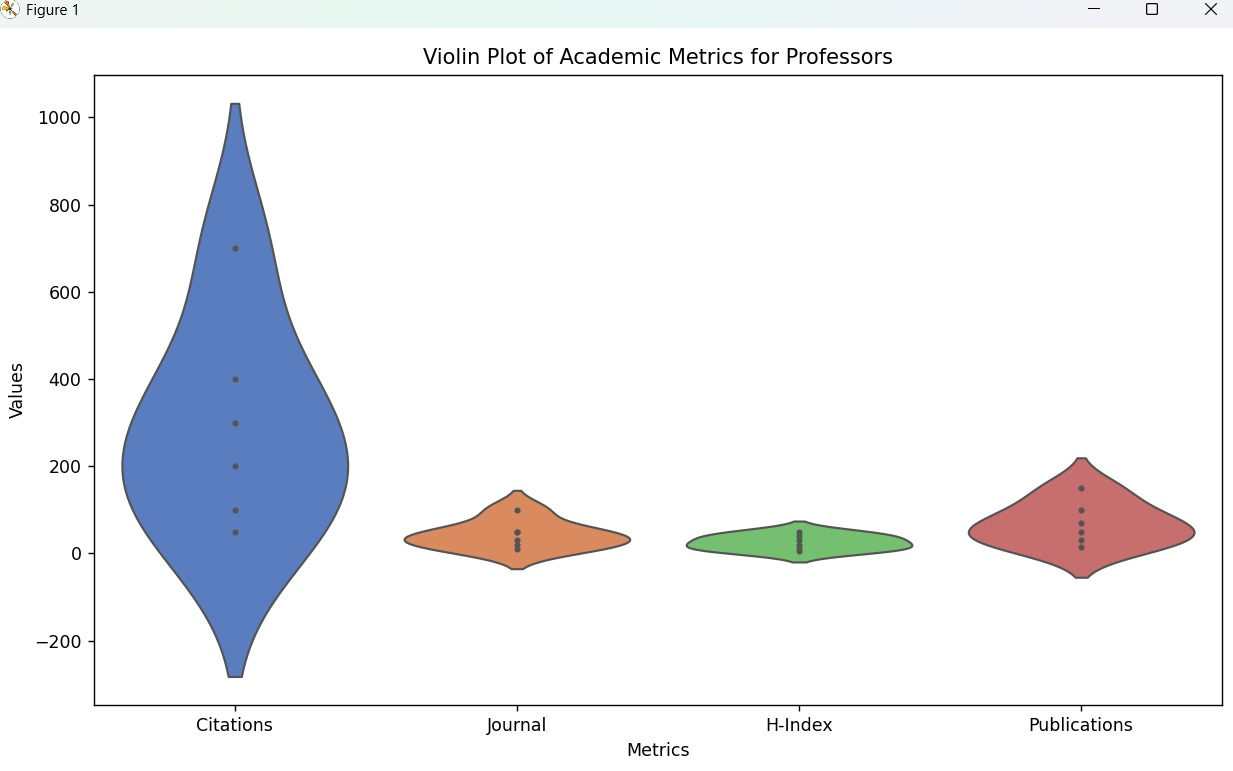 Figure 1
Violin Plot of Academic Metrics for Professors
1000
800
600
400
200
0
−200
Values
Citations Journal H-Index Publications
Metrics